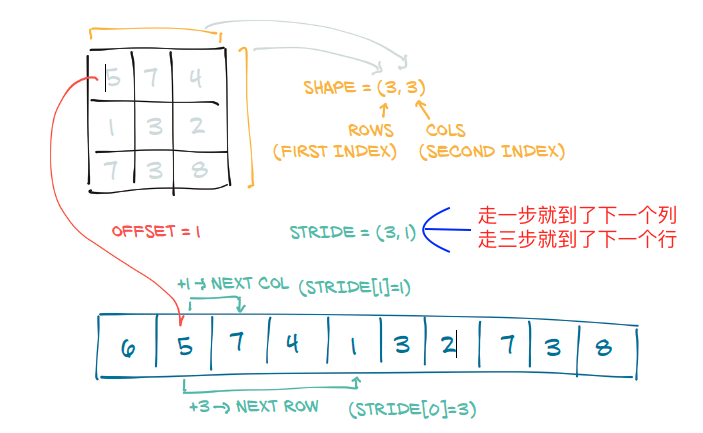 5 7 4
1 3 2
7 3 8
SHAPE = (3, 3)
ROWS COLS
(FIRST INDEX) (SECOND INDEX)
OFFSET = 1
STRIDE = (3, 1)
走一步就到了下一个列
走三步就到了下一个行
+1 → NEXT COL (STRIDE[1]=1)
6 5 7 4 1 3 2 7 3 8
+3 → NEXT ROW (STRIDE[0]=3)